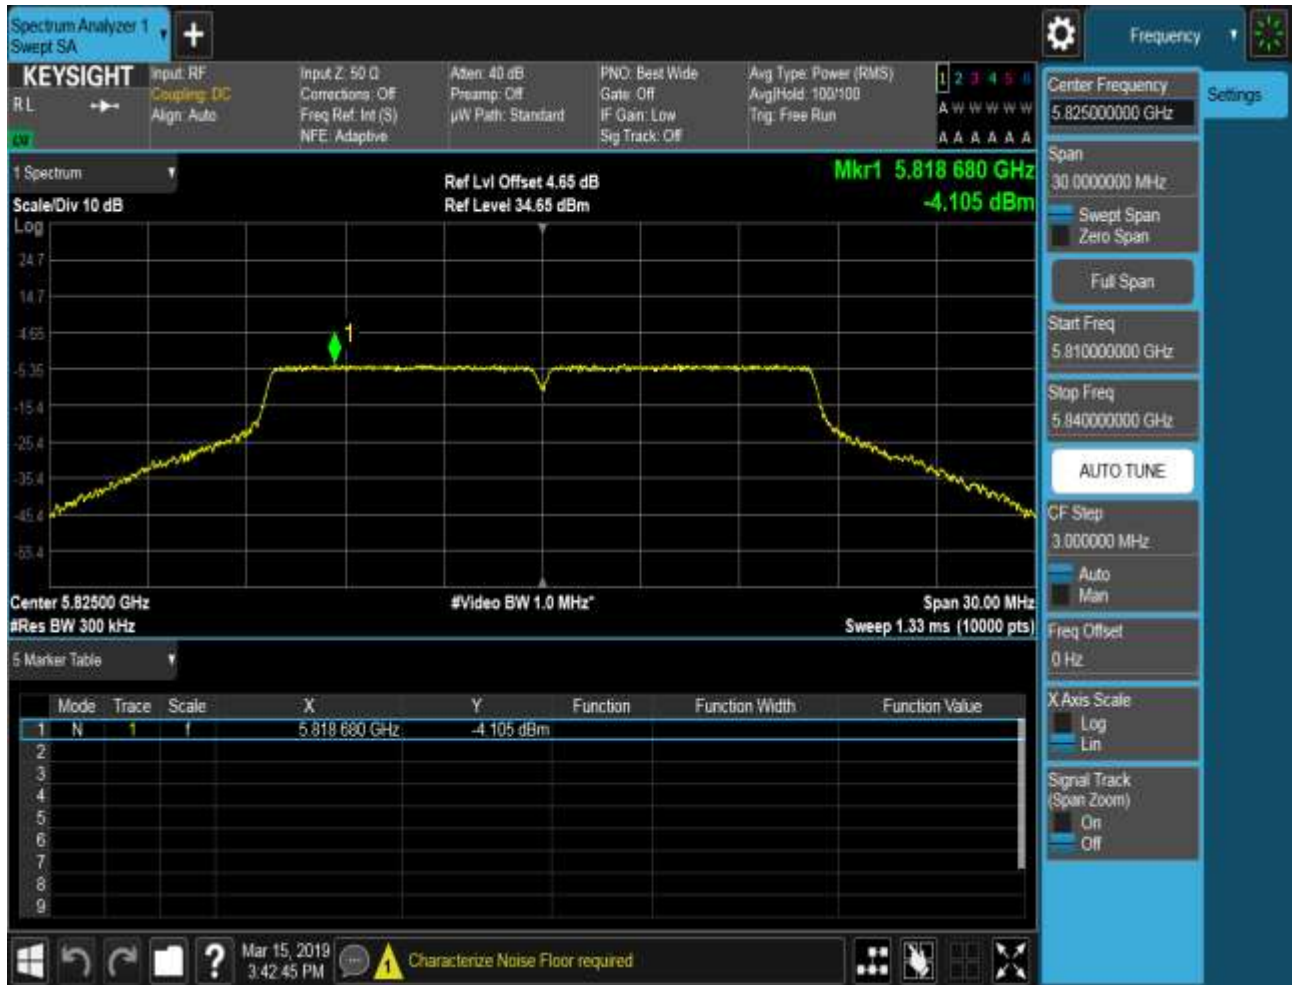 Spectrum Analyzer 1
Swept SA
Frequency
KEYSIGHT
R L
Input: RF
Coupling: DC
Align: Auto
Input Z: 50 Ω
Corrections: Off
Freq Ref: Int (S)
NFE: Adaptive
Atten: 40 dB
Preamp: Off
µW Path: Standard
PNO: Best Wide
Gate: Off
IF Gain: Low
Sig Track: Off
Avg Type: Power (RMS)
Avg|Hold: 100/100
Trig: Free Run
1 2 3 4 5 6
A W W W W W
A A A A A A
1 Spectrum
Scale/Div 10 dB
Ref Lvl Offset 4.65 dB
Ref Level 34.65 dBm
Mkr1 5.818 680 GHz
-4.105 dBm
Log
24.7
14.7
4.65
-5.35
-15.4
-25.4
-35.4
-45.4
-55.4
1
Center 5.82500 GHz
#Res BW 300 kHz
#Video BW 1.0 MHz*
Span 30.00 MHz
Sweep 1.33 ms (10000 pts)
5 Marker Table
Mode Trace Scale X Y Function Function Width Function Value
1 N 1 f 5.818 680 GHz -4.105 dBm
2
3
4
5
6
7
8
9
Center Frequency
5.825000000 GHz
Settings
Span
30.0000000 MHz
Swept Span
Zero Span
Full Span
Start Freq
5.810000000 GHz
Stop Freq
5.840000000 GHz
AUTO TUNE
CF Step
3.000000 MHz
Auto
Man
Freq Offset
0 Hz
X Axis Scale
Log
Lin
Signal Track
(Span Zoom)
On
Off
?
Mar 15, 2019
3:42:45 PM
1
Characterize Noise Floor required